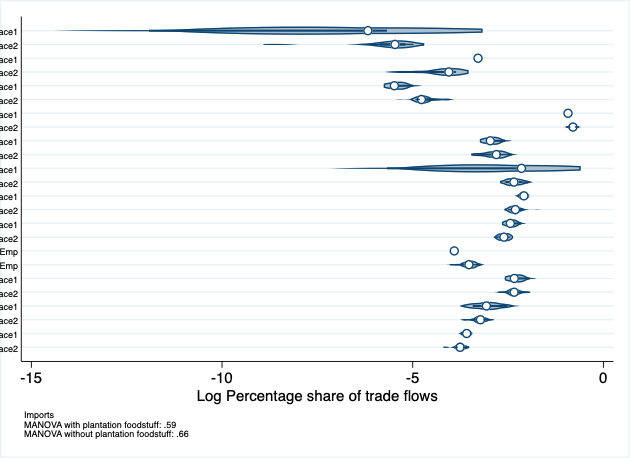 ace1
ace2
ace1
ace2
ace1
ace2
ace1
ace2
ace1
ace2
ace1
ace2
ace1
ace2
ace1
ace2
Emp
Emp
ace1
ace2
ace1
ace2
ace1
ace2
-15 -10 -5 0
Log Percentage share of trade flows
Imports
MANOVA with plantation foodstuff: .59
MANOVA without plantation foodstuff: .66